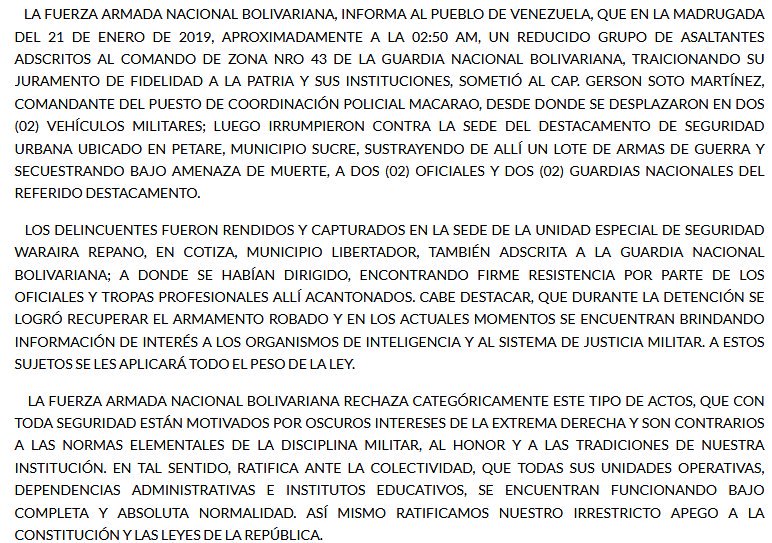 LA FUERZA ARMADA NACIONAL BOLIVARIANA, INFORMA AL PUEBLO DE VENEZUELA, QUE EN LA MADRUGADA
DEL 21 DE ENERO DE 2019, APROXIMADAMENTE A LA 02:50 AM, UN REDUCIDO GRUPO DE ASALTANTES
ADSCRITOS AL COMANDO DE ZONA NRO 43 DE LA GUARDIA NACIONAL BOLIVARIANA, TRAICIONANDO SU
JURAMENTO DE FIDELIDAD A LA PATRIA Y SUS INSTITUCIONES, SOMETIÓ AL CAP. GERSON SOTO MARTÍNEZ,
COMANDANTE DEL PUESTO DE COORDINACIÓN POLICIAL MACARAO, DESDE DONDE SE DESPLAZARON EN DOS
(02) VEHÍCULOS MILITARES; LUEGO IRRUMPIERON CONTRA LA SEDE DEL DESTACAMENTO DE SEGURIDAD
URBANA UBICADO EN PETARE, MUNICIPIO SUCRE, SUSTRAYENDO DE ALLÍ UN LOTE DE ARMAS DE GUERRA Y
SECUESTRANDO BAJO AMENAZA DE MUERTE, A DOS (02) OFICIALES Y DOS (02) GUARDIAS NACIONALES DEL
REFERIDO DESTACAMENTO.
LOS DELINCUENTES FUERON RENDIDOS Y CAPTURADOS EN LA SEDE DE LA UNIDAD ESPECIAL DE SEGURIDAD
WARAIRA REPANO, EN COTIZA, MUNICIPIO LIBERTADOR, TAMBIÉN ADSCRITA A LA GUARDIA NACIONAL
BOLIVARIANA; A DONDE SE HABÍAN DIRIGIDO, ENCONTRANDO FIRME RESISTENCIA POR PARTE DE LOS
OFICIALES Y TROPAS PROFESIONALES ALLÍ ACANTONADOS. CABE DESTACAR, QUE DURANTE LA DETENCIÓN SE
LOGRÓ RECUPERAR EL ARMAMENTO ROBADO Y EN LOS ACTUALES MOMENTOS SE ENCUENTRAN BRINDANDO
INFORMACIÓN DE INTERÉS A LOS ORGANISMOS DE INTELIGENCIA Y AL SISTEMA DE JUSTICIA MILITAR. A ESTOS
SUJETOS SE LES APLICARÁ TODO EL PESO DE LA LEY.
LA FUERZA ARMADA NACIONAL BOLIVARIANA RECHAZA CATEGÓRICAMENTE ESTE TIPO DE ACTOS, QUE CON
TODA SEGURIDAD ESTÁN MOTIVADOS POR OSCUROS INTERESES DE LA EXTREMA DERECHA Y SON CONTRARIOS
A LAS NORMAS ELEMENTALES DE LA DISCIPLINA MILITAR, AL HONOR Y A LAS TRADICIONES DE NUESTRA
INSTITUCIÓN. EN TAL SENTIDO, RATIFICA ANTE LA COLECTIVIDAD, QUE TODAS SUS UNIDADES OPERATIVAS,
DEPENDENCIAS ADMINISTRATIVAS E INSTITUTOS EDUCATIVOS, SE ENCUENTRAN FUNCIONANDO BAJO
COMPLETA Y ABSOLUTA NORMALIDAD. ASÍ MISMO RATIFICAMOS NUESTRO IRRESTRICTO APEGO A LA
CONSTITUCIÓN Y LAS LEYES DE LA REPÚBLICA.